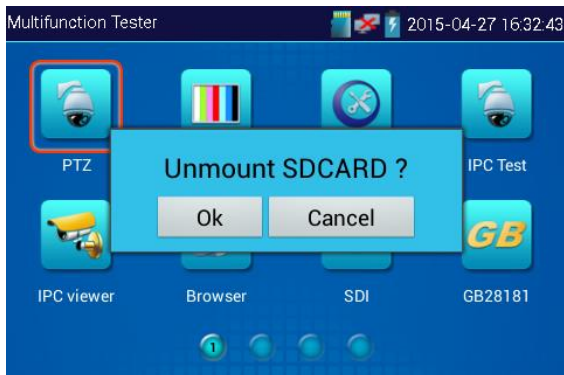 Multifunction Tester 2015-04-27 16:32:43
Unmount SDCARD ?
Ok Cancel
PTZ IPC Test
GB
IPC viewer Browser SDI GB28181
1